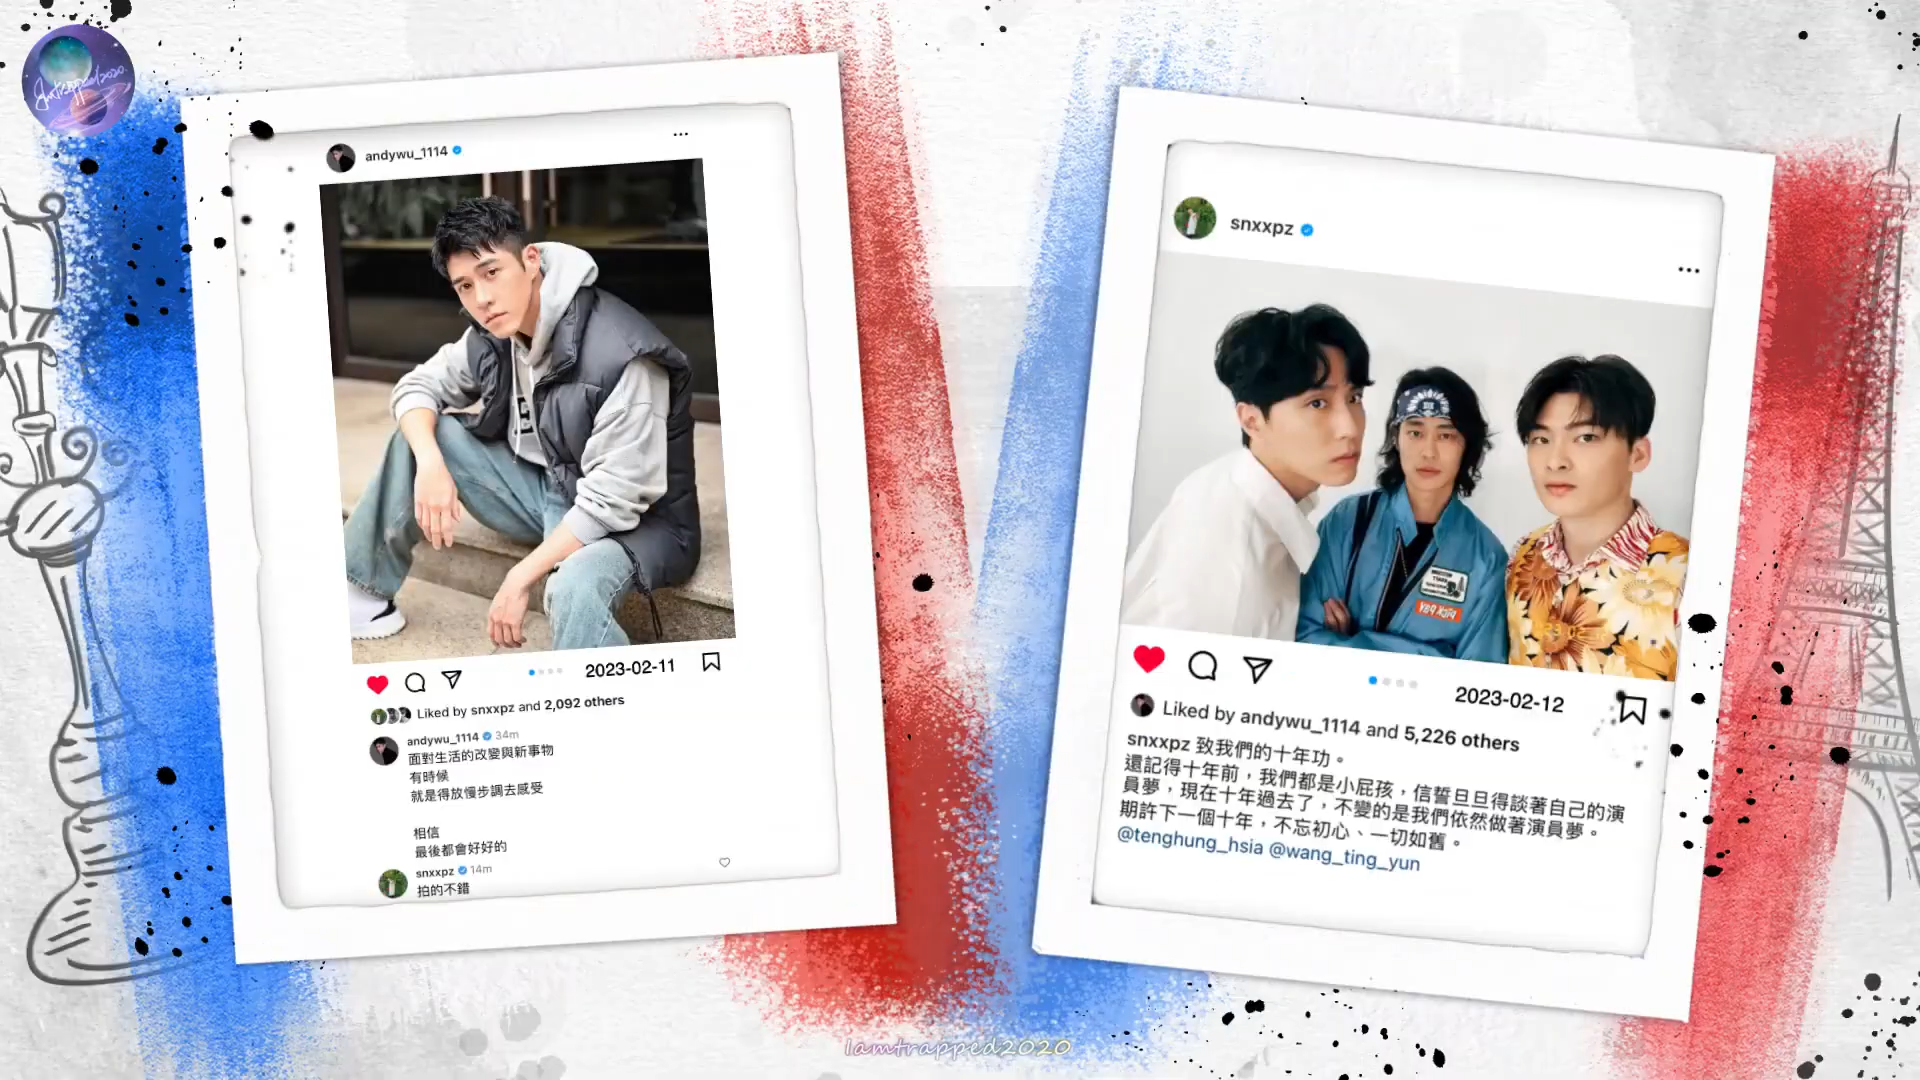 Iamtrapped2020
andywu_1114
2023-02-11
Liked by snxxpz and 2,092 others
andywu_1114 34m
面對生活的改變與新事物
有時候
就是得放慢步調去感受
相信
最後都會好好的
snxxpz 14m
拍的不錯
snxxpz
2023-02-12
Liked by andywu_1114 and 5,226 others
snxxpz 致我們的十年功。
還記得十年前，我們都是小屁孩，信誓旦旦得談著自己的演
員夢，現在十年過去了，不變的是我們依然做著演員夢。
期許下一個十年，不忘初心、一切如舊。
@tenghung_hsia @wang_ting_yun
Iamtrapped2020